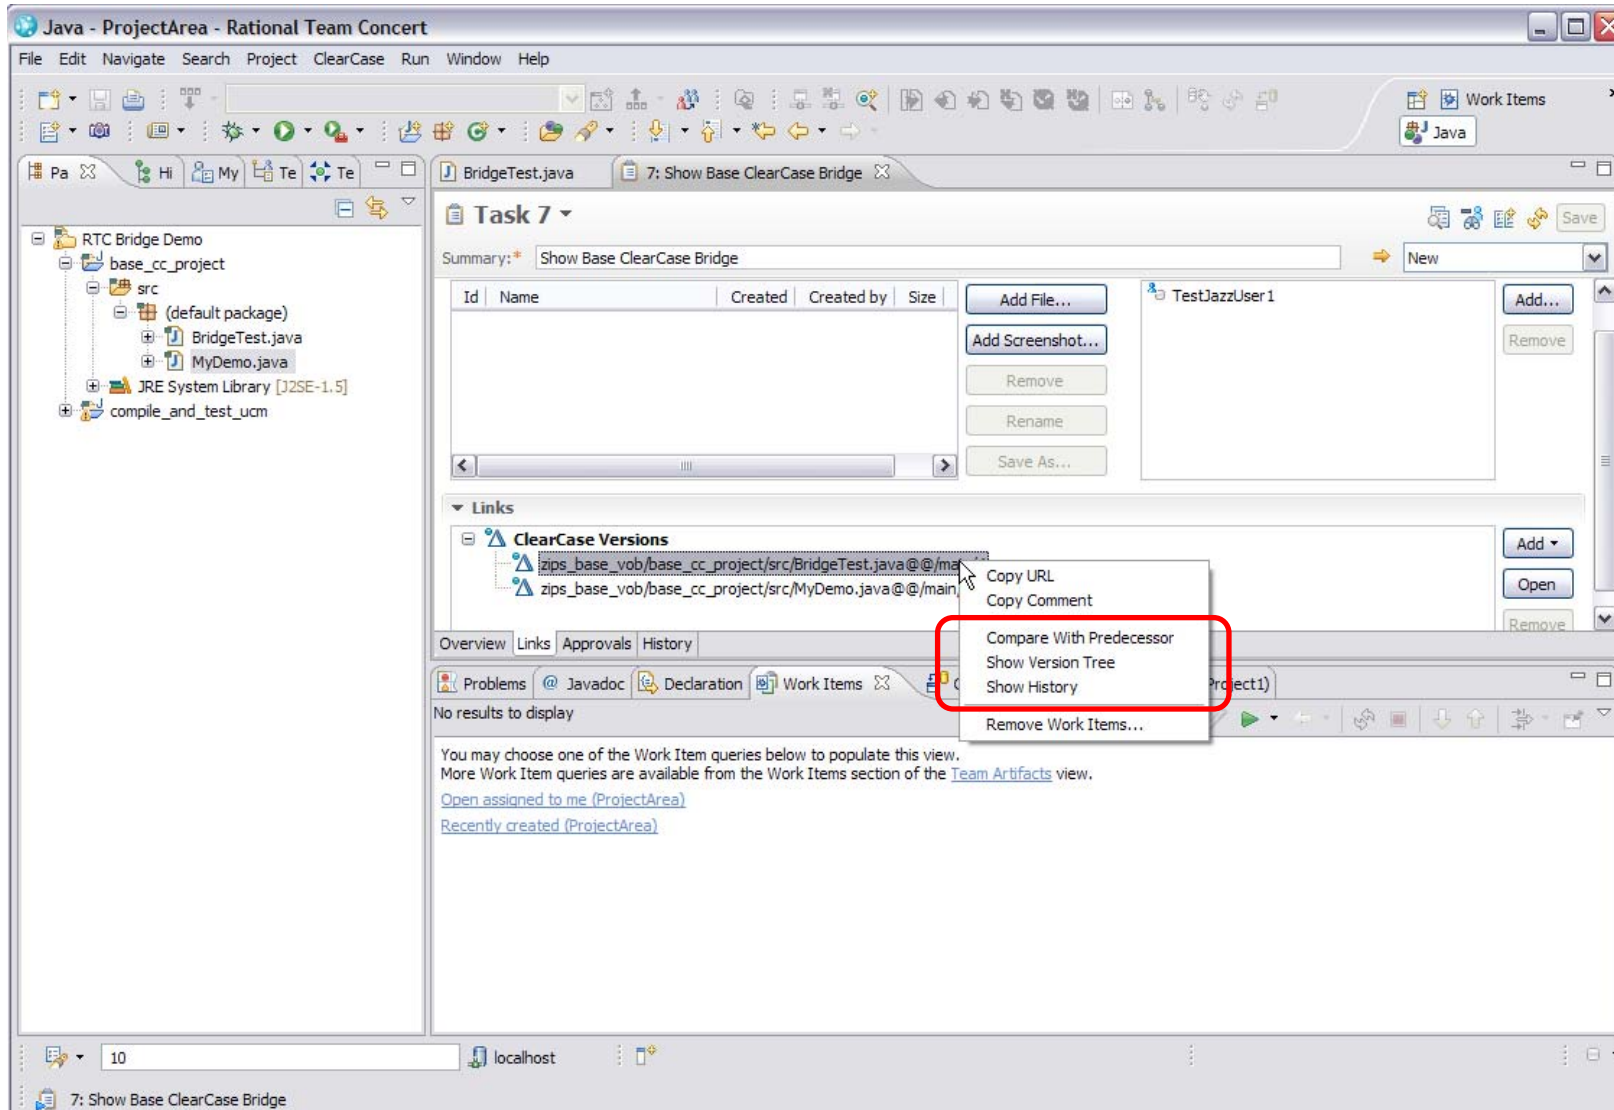 Java - ProjectArea - Rational Team Concert
File Edit Navigate Search Project ClearCase Run Window Help
Work Items
Java
Pa Hi My Te Te
BridgeTest.java 7: Show Base ClearCase Bridge
Task 7
Save
Summary:* Show Base ClearCase Bridge New
RTC Bridge Demo
base_cc_project
src
(default package)
BridgeTest.java
MyDemo.java
JRE System Library [J2SE-1.5]
compile_and_test_ucm
Id Name Created Created by Size
Add File...
Add Screenshot...
Remove
Rename
Save As...
TestJazzUser1
Add...
Remove
Links
ClearCase Versions
zips_base_vob/base_cc_project/src/BridgeTest.java@@/ma
zips_base_vob/base_cc_project/src/MyDemo.java@@/main/
Add
Open
Remove
Copy URL
Copy Comment
Compare With Predecessor
Show Version Tree
Show History
Remove Work Items...
Overview Links Approvals History
Problems @ Javadoc Declaration Work Items Project1)
No results to display
You may choose one of the Work Item queries below to populate this view.
More Work Item queries are available from the Work Items section of the Team Artifacts view.
Open assigned to me (ProjectArea)
Recently created (ProjectArea)
10 localhost
7: Show Base ClearCase Bridge